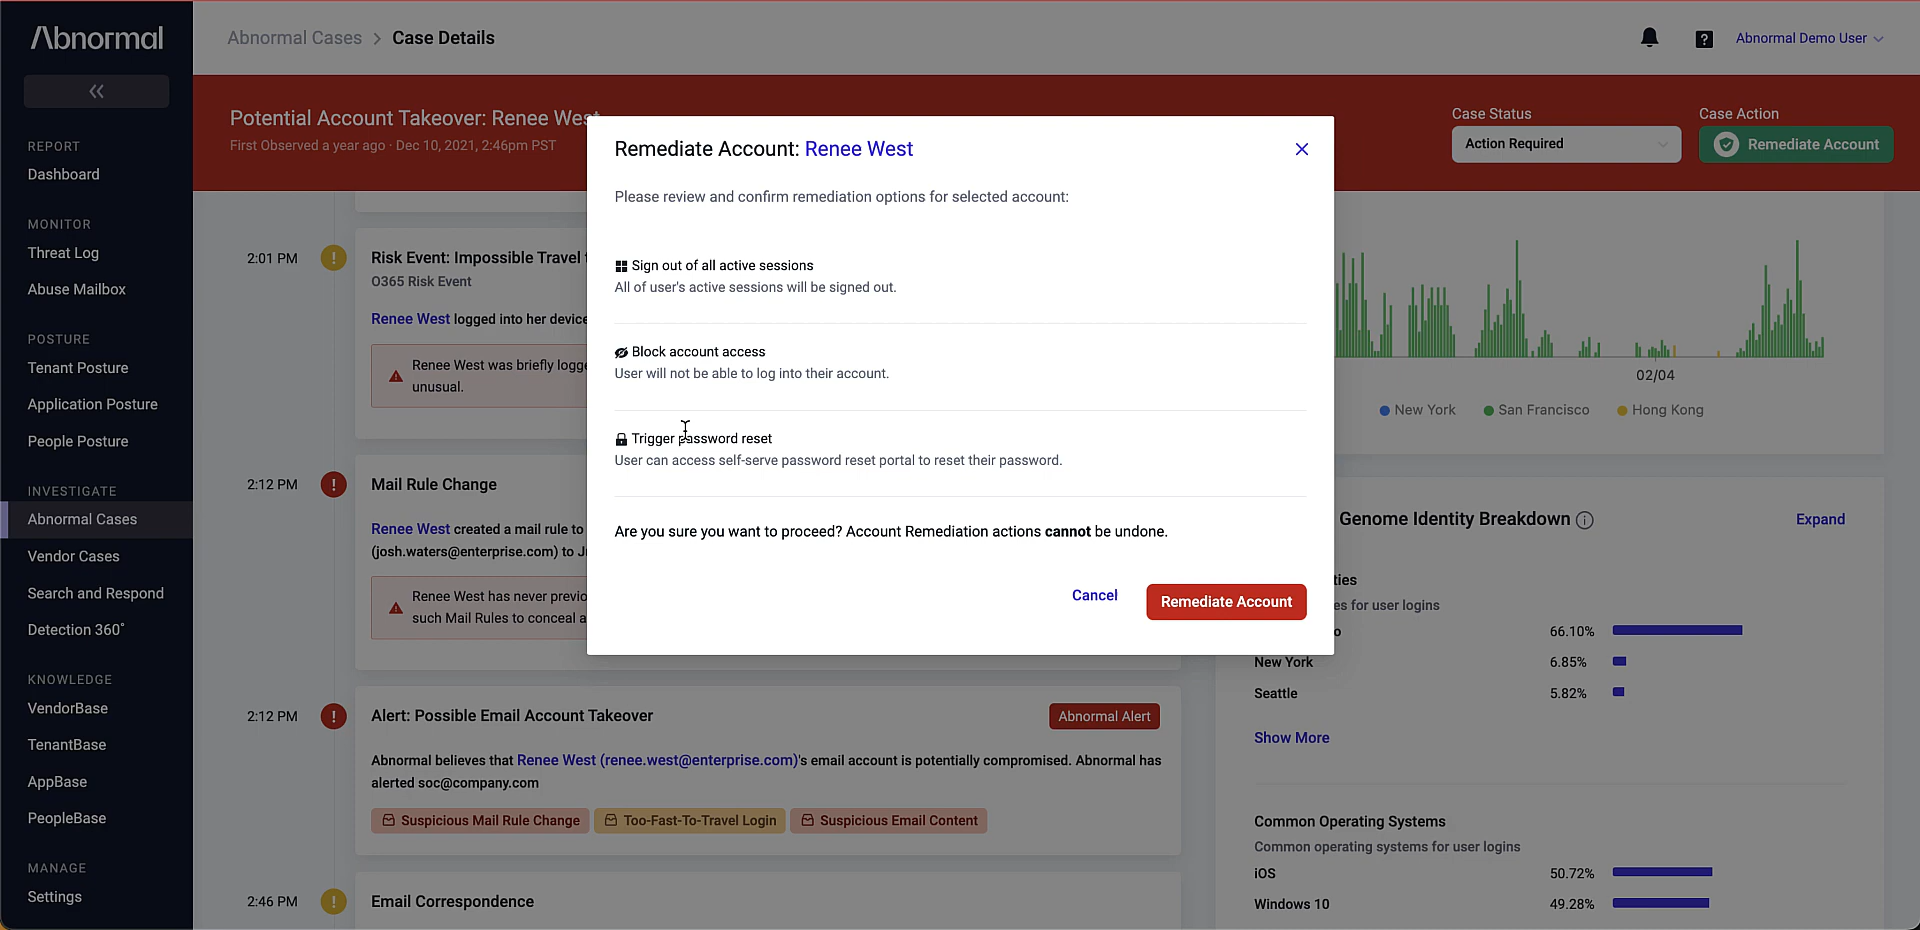 Abnormal
Abnormal Cases > Case Details
Abnormal Demo User
REPORT
Dashboard
MONITOR
Threat Log
Abuse Mailbox
POSTURE
Tenant Posture
Application Posture
People Posture
INVESTIGATE
Abnormal Cases
Vendor Cases
Search and Respond
Detection 360°
KNOWLEDGE
VendorBase
TenantBase
AppBase
PeopleBase
MANAGE
Settings
Potential Account Takeover: Renee West
First Observed a year ago · Dec 10, 2021, 2:46pm PST
Case Status
Action Required
Case Action
Remediate Account
Remediate Account: Renee West
Please review and confirm remediation options for selected account:
Sign out of all active sessions
All of user's active sessions will be signed out.
Block account access
User will not be able to log into their account.
Trigger password reset
User can access self-serve password reset portal to reset their password.
Are you sure you want to proceed? Account Remediation actions cannot be undone.
Cancel
Remediate Account
2:01 PM
Risk Event: Impossible Travel
O365 Risk Event
Renee West logged into her device
Renee West was briefly
unusual.
2:12 PM
Mail Rule Change
Renee West created a mail rule to
(josh.waters@enterprise.com) to
Renee West has never
such Mail Rules to conceal
2:12 PM
Alert: Possible Email Account Takeover
Abnormal Alert
Abnormal believes that Renee West (renee.west@enterprise.com)'s email account is potentially compromised. Abnormal has
alerted soc@company.com
Suspicious Mail Rule Change
Too-Fast-To-Travel Login
Suspicious Email Content
2:46 PM
Email Correspondence
02/04
New York
San Francisco
Hong Kong
Genome Identity Breakdown
Expand
for user logins
66.10%
New York 6.85%
Seattle 5.82%
Show More
Common Operating Systems
Common operating systems for user logins
iOS 50.72%
Windows 10 49.28%